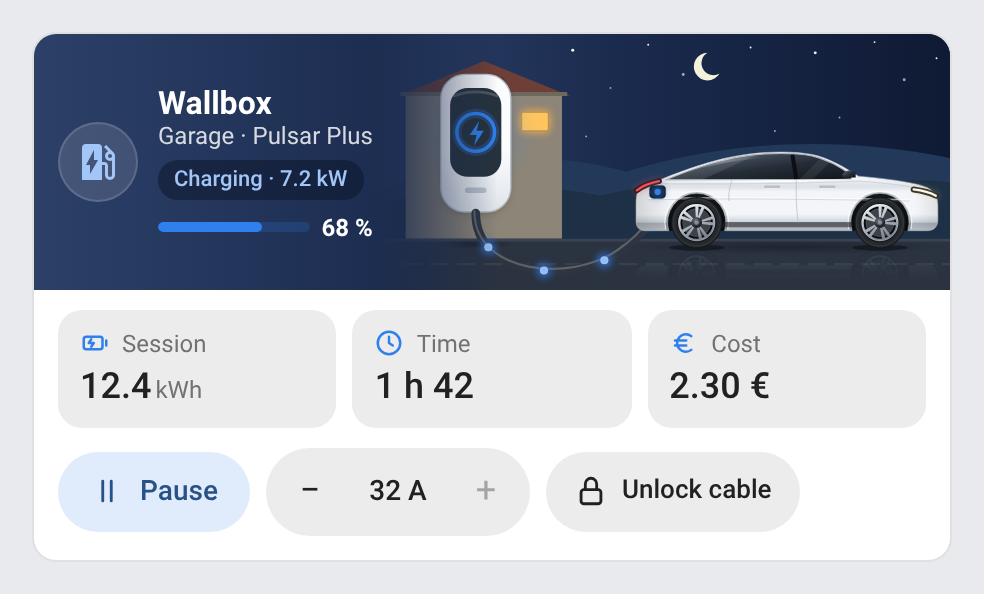 Wallbox
Garage · Pulsar Plus
Charging · 7.2 kW
68 %
Session
12.4 kWh
Time
1 h 42
Cost
2.30 €
Pause
− 32 A +
Unlock cable